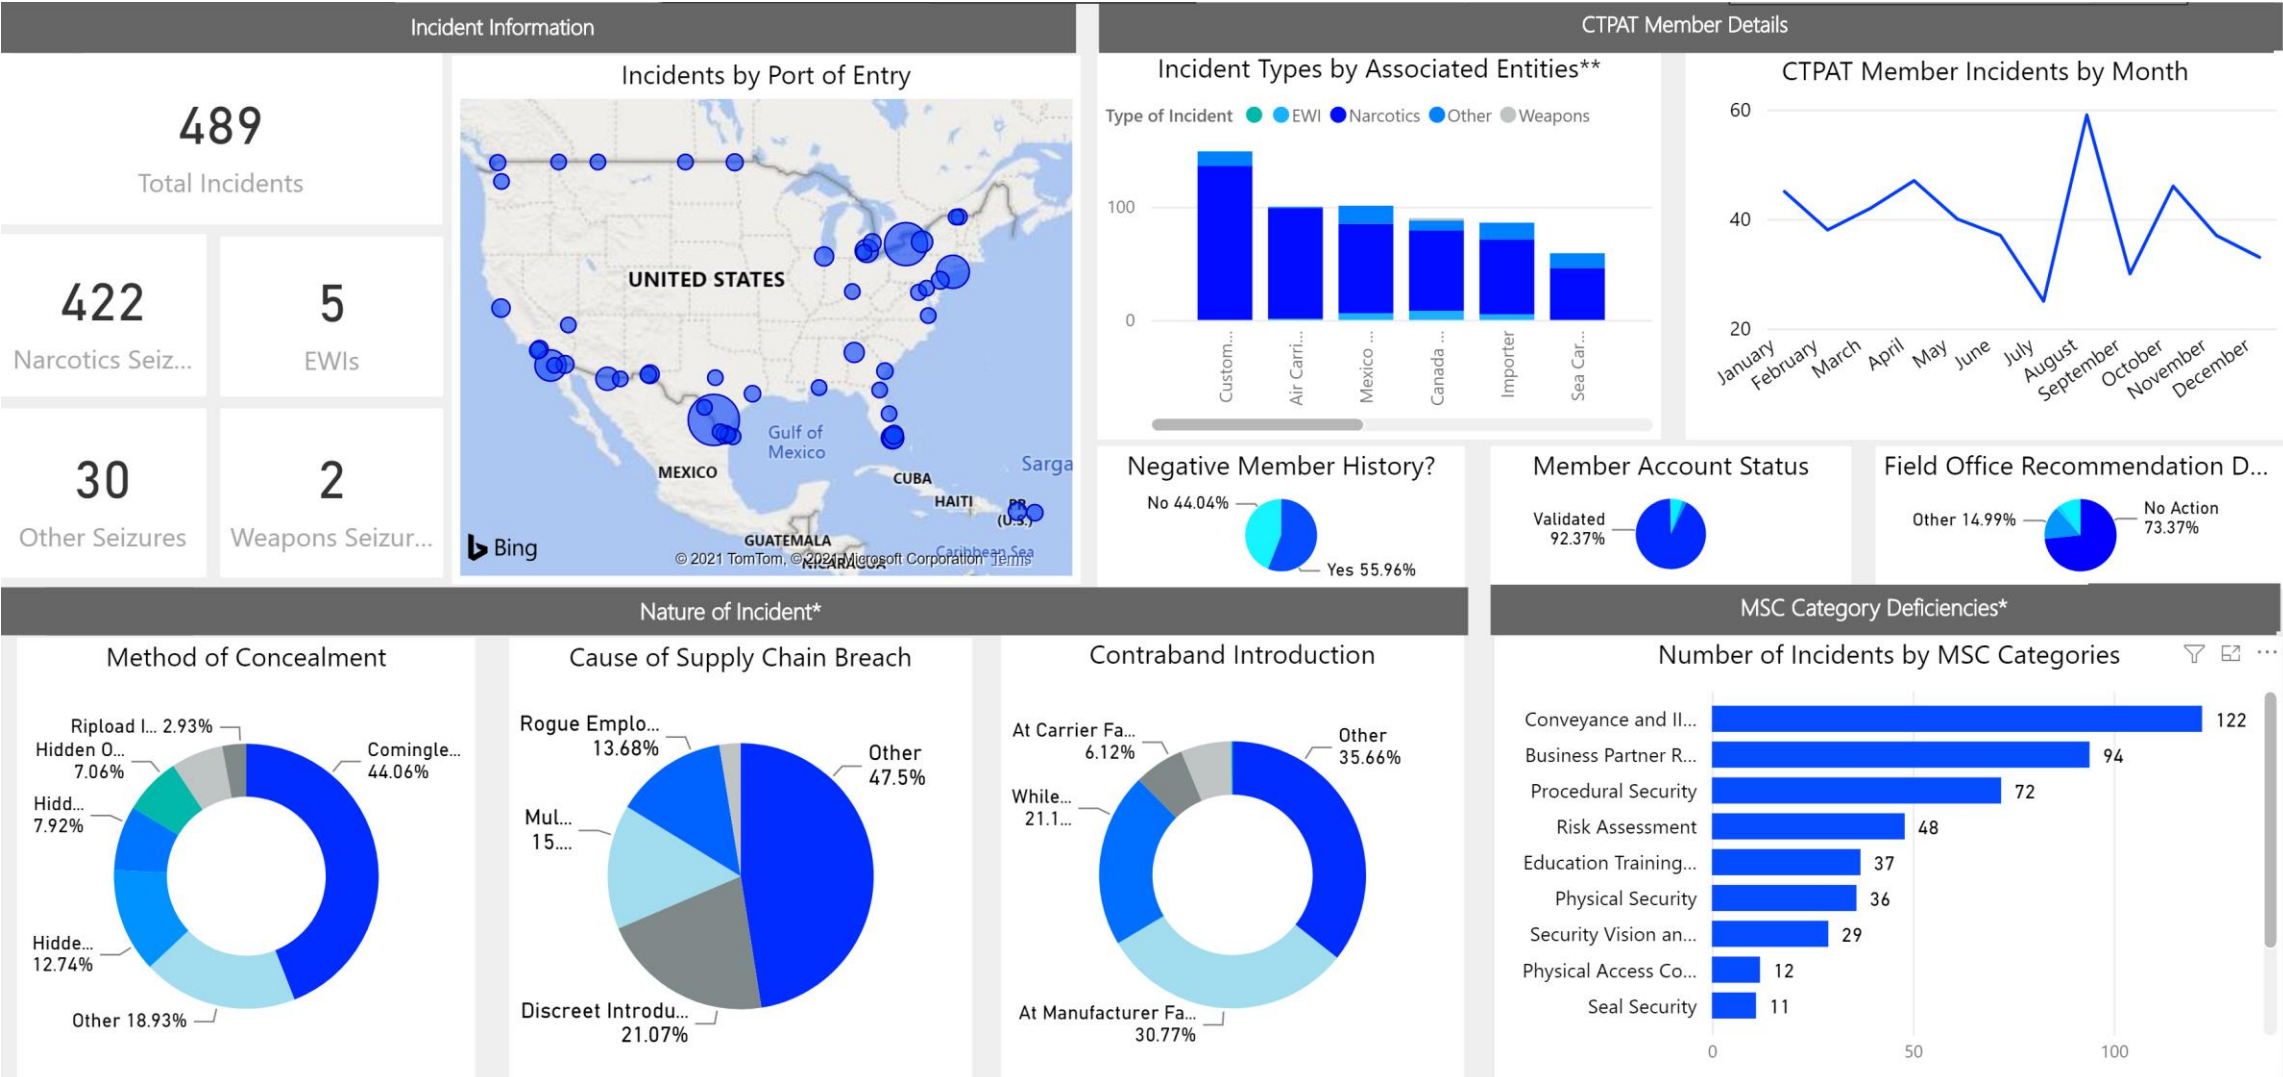 Incident Information
489
Total Incidents
422
Narcotics Seiz...
5
EWIs
30
Other Seizures
2
Weapons Seizur...
Incidents by Port of Entry
UNITED STATES
Gulf of
Mexico
MEXICO
CUBA
HAITI
Sarga
PR
(U.S.)
GUATEMALA
NICARAGUA
Caribbean Sea
Bing
© 2021 TomTom, © 2021 Microsoft Corporation Terms
CTPAT Member Details
Incident Types by Associated Entities**
Type of Incident EWI Narcotics Other Weapons
100
0
Custom...
Air Carri...
Mexico ...
Canada ...
Importer
Sea Car...
CTPAT Member Incidents by Month
60
40
20
January
February
March
April
May
June
July
August
September
October
November
December
Negative Member History?
No 44.04%
Yes 55.96%
Member Account Status
Validated
92.37%
Field Office Recommendation D...
Other 14.99%
No Action
73.37%
Nature of Incident*
Method of Concealment
Ripload I... 2.93%
Hidden O...
7.06%
Hidd...
7.92%
Hidde...
12.74%
Other 18.93%
Comingle...
44.06%
Cause of Supply Chain Breach
Rogue Emplo...
13.68%
Mul...
15....
Discreet Introdu...
21.07%
Other
47.5%
Contraband Introduction
At Carrier Fa...
6.12%
While...
21.1...
At Manufacturer Fa...
30.77%
Other
35.66%
MSC Category Deficiencies*
Number of Incidents by MSC Categories
Conveyance and II... 122
Business Partner R... 94
Procedural Security 72
Risk Assessment 48
Education Training... 37
Physical Security 36
Security Vision an... 29
Physical Access Co... 12
Seal Security 11
0 50 100